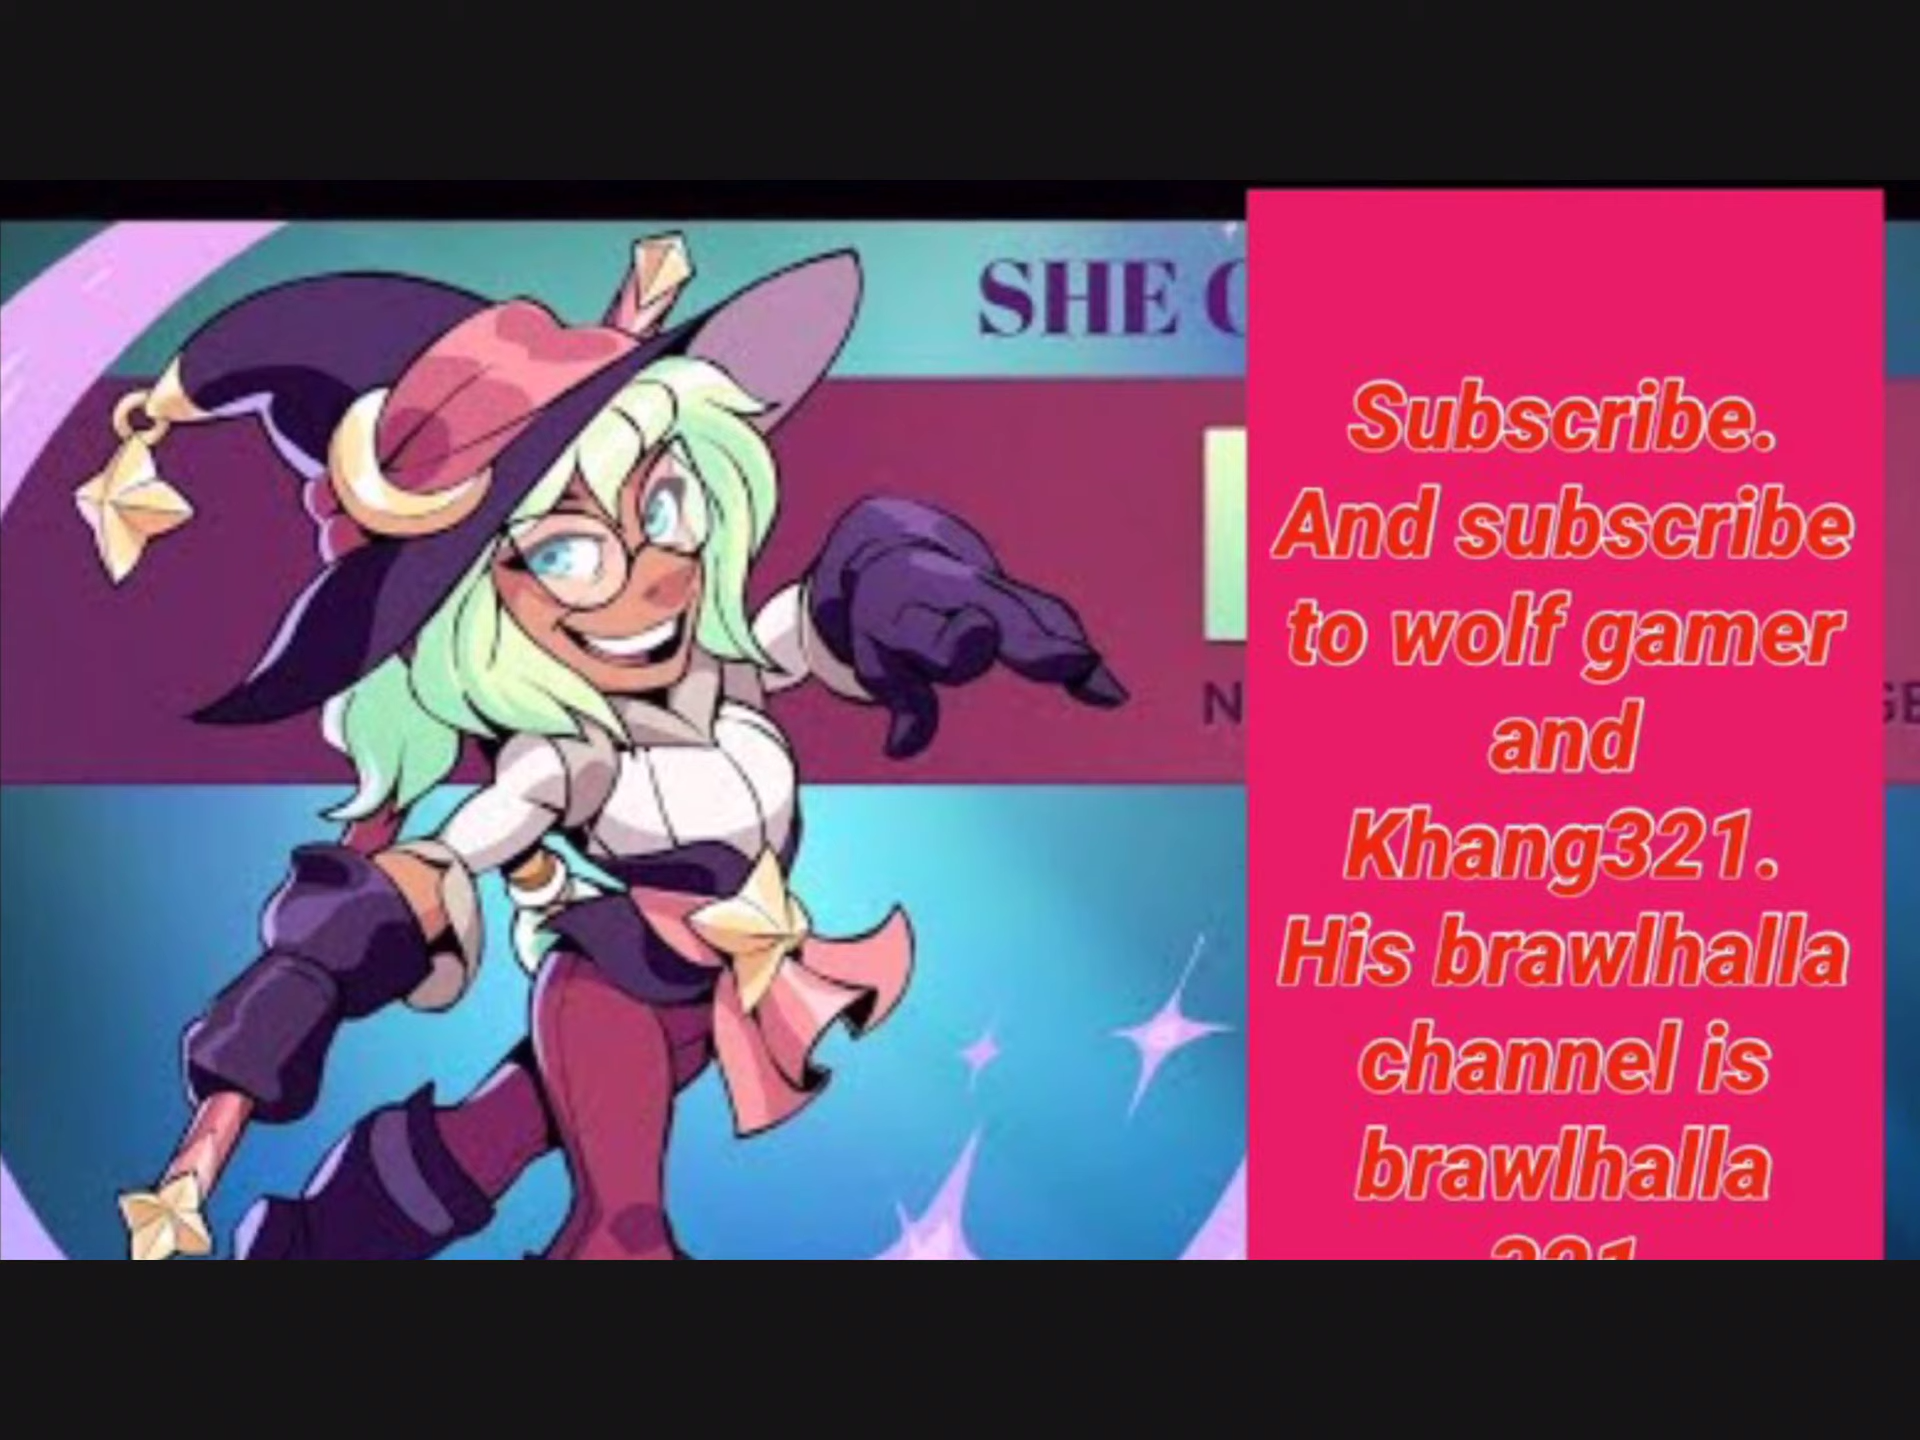 SHE
Subscribe.
And subscribe
to wolf gamer
and
Khang321.
His brawlhalla
channel is
brawlhalla